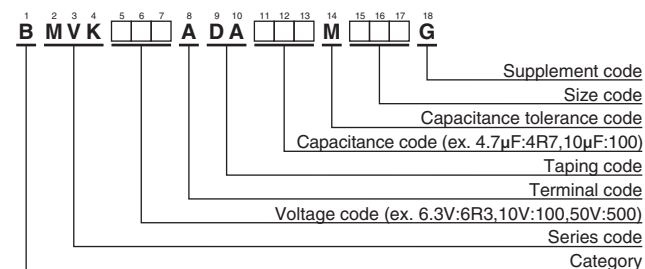 1 2 3 4 5 6 7 8 9 10 11 12 13 14 15 16 17 18
B M V K A D A M G
Supplement code
Size code
Capacitance tolerance code
Capacitance code (ex. 4.7μF:4R7,10μF:100)
Taping code
Terminal code
Voltage code (ex. 6.3V:6R3,10V:100,50V:500)
Series code
Category